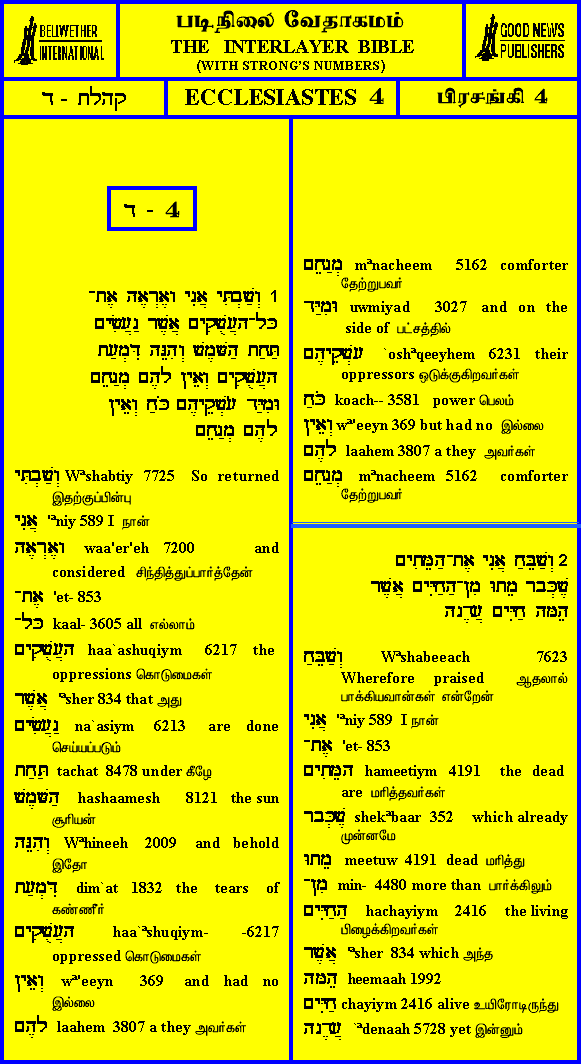 BELLWETHER
INTERNATIONAL
படிநிலை வேதாகமம்
THE INTERLAYER BIBLE
(WITH STRONG'S NUMBERS)
GOOD NEWS
PUBLISHERS
קהלת - ד
ECCLESIASTES 4
பிரசங்கி 4
ד - 4
1 וְשַׁבְתִּי אֲנִי וָאֶרְאֶה אֶת־
כָּל־הָעֲשֻׁקִים אֲשֶׁר נַעֲשִׂים
תַּחַת הַשָּׁמֶשׁ וְהִנֵּה דִּמְעַת
הָעֲשֻׁקִים וְאֵין לָהֶם מְנַחֵם
וּמִיַּד עֹשְׁקֵיהֶם כֹּחַ וְאֵין
לָהֶם מְנַחֵם
וְשַׁבְתִּי Wªshabtiy 7725 So returned
இதற்குப்பின்பு
אֲנִי 'ªniy 589 I நான்
וָאֶרְאֶה waa'er'eh 7200 and
considered சிந்தித்துப்பார்த்தேன்
אֶת־ 'et- 853
כָּל־ kaal- 3605 all எல்லாம்
הָעֲשֻׁקִים haa`ashuqiym 6217 the
oppressions கொடுமைகள்
אֲשֶׁר 'ªsher 834 that அது
נַעֲשִׂים na`asiym 6213 are done
செய்யப்படும்
תַּחַת tachat 8478 under கீழே
הַשָּׁמֶשׁ hashaamesh 8121 the sun
சூரியன்
וְהִנֵּה Wªhineeh 2009 and behold
இதோ
דִּמְעַת dim`at 1832 the tears of
கண்ணீர்
הָעֲשֻׁקִים haa`ªshuqiym- -6217
oppressed கொடுமைகள்
וְאֵין wª'eeyn 369 and had no
இல்லை
לָהֶם laahem 3807 a they அவர்கள்
מְנַחֵם mªnacheem 5162 comforter
தேற்றுபவர்
וּמִיַּד uwmiyad 3027 and on the
side of பட்சத்தில்
עֹשְׁקֵיהֶם `oshªqeeyhem 6231 their
oppressors ஒடுக்குகிறவர்கள்
כֹּחַ koach-- 3581 power பெலம்
וְאֵין wª'eeyn 369 but had no இல்லை
לָהֶם laahem 3807 a they அவர்கள்
מְנַחֵם mªnacheem 5162 comforter
தேற்றுபவர்
2 וְשַׁבֵּחַ אֲנִי אֶת־הַמֵּתִים
שֶׁכְּבָר מֵתוּ מִן־הַחַיִּים אֲשֶׁר
הֵמָּה חַיִּים עֲדֶנָה
וְשַׁבֵּחַ Wªshabeeach 7623
Wherefore praised ஆதலால்
பாக்கியவான்கள் என்றேன்
אֲנִי 'ªniy 589 I நான்
אֶת־ 'et- 853
הַמֵּתִים hameetiym 4191 the dead
are மரித்தவர்கள்
שֶׁכְּבָר shekªbaar 352 which already
முன்னமே
מֵתוּ meetuw 4191 dead மரித்து
מִן־ min- 4480 more than பார்க்கிலும்
הַחַיִּים hachayiym 2416 the living
பிழைக்கிறவர்கள்
אֲשֶׁר 'ªsher 834 which அந்த
הֵמָּה heemaah 1992
חַיִּים chayiym 2416 alive உயிரோடிருந்து
עֲדֶנָה `ªdenaah 5728 yet இன்னும்